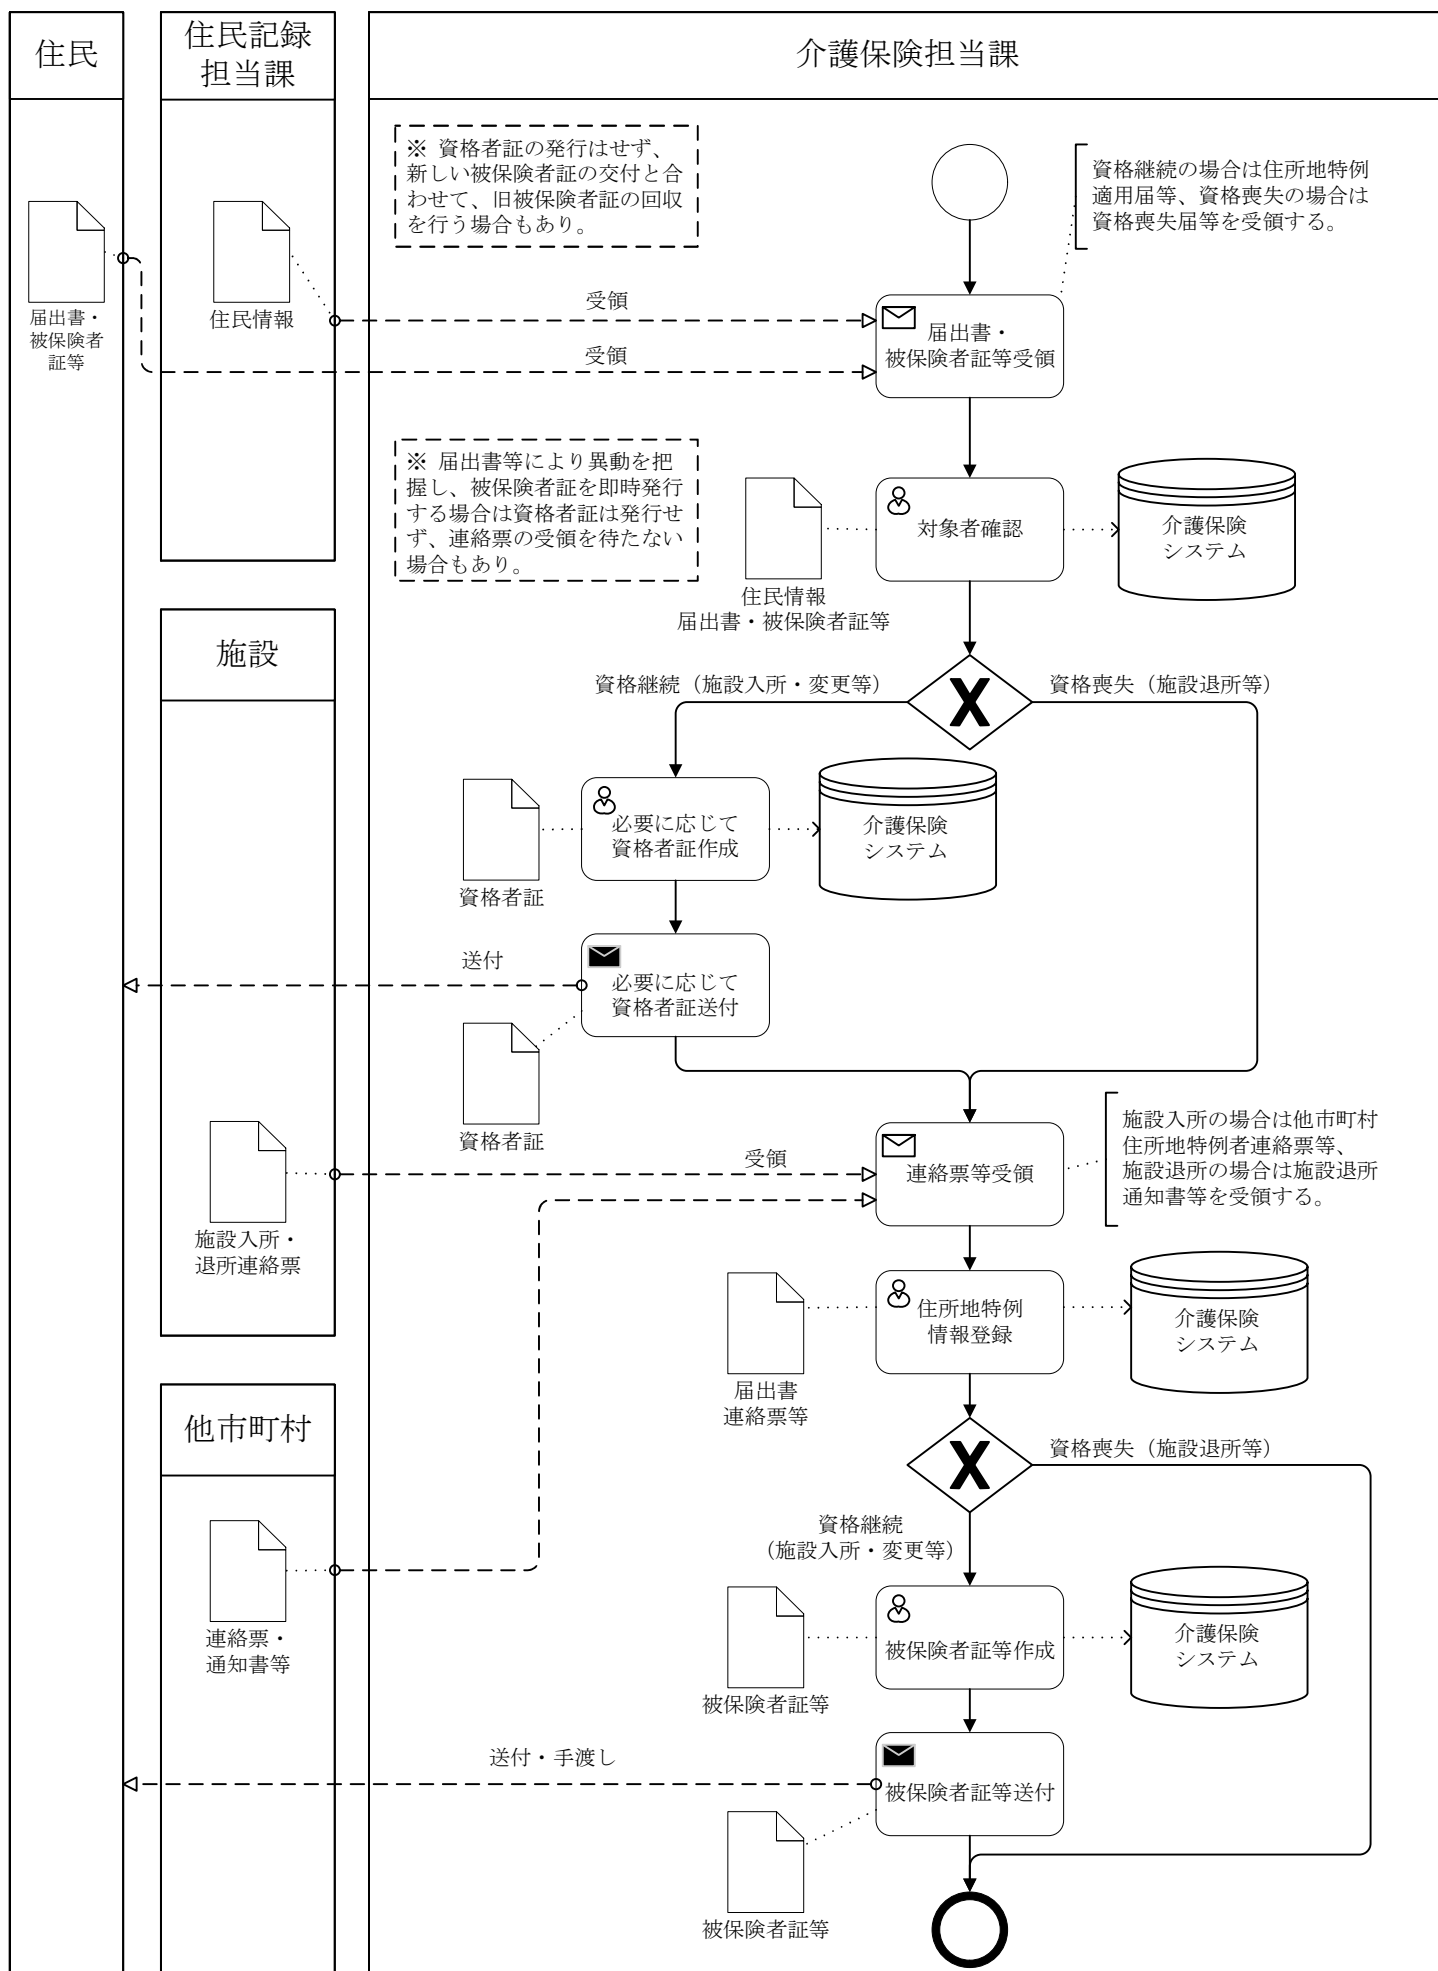 住民
住民記録
担当課
介護保険担当課
※ 資格者証の発行はせず、
新しい被保険者証の交付と合
わせて、旧被保険者証の回収
を行う場合もあり。
資格継続の場合は住所地特例
適用届等、資格喪失の場合は
資格喪失届等を受領する。
届出書・
被保険者
証等
住民情報
受領
受領
届出書・
被保険者証等受領
※ 届出書等により異動を把
握し、被保険者証を即時発行
する場合は資格者証は発行せ
ず、連絡票の受領を待たない
場合もあり。
住民情報
届出書・被保険者証等
対象者確認
介護保険
システム
施設
資格継続（施設入所・変更等）
資格喪失（施設退所等）
X
資格者証
必要に応じて
資格者証作成
介護保険
システム
送付
必要に応じて
資格者証送付
資格者証
施設入所・
退所連絡票
受領
連絡票等受領
施設入所の場合は他市町村
住所地特例者連絡票等、
施設退所の場合は施設退所
通知書等を受領する。
届出書
連絡票等
住所地特例
情報登録
介護保険
システム
他市町村
資格喪失（施設退所等）
X
資格継続
（施設入所・変更等）
連絡票・
通知書等
被保険者証等
被保険者証等作成
介護保険
システム
送付・手渡し
被保険者証等送付
被保険者証等